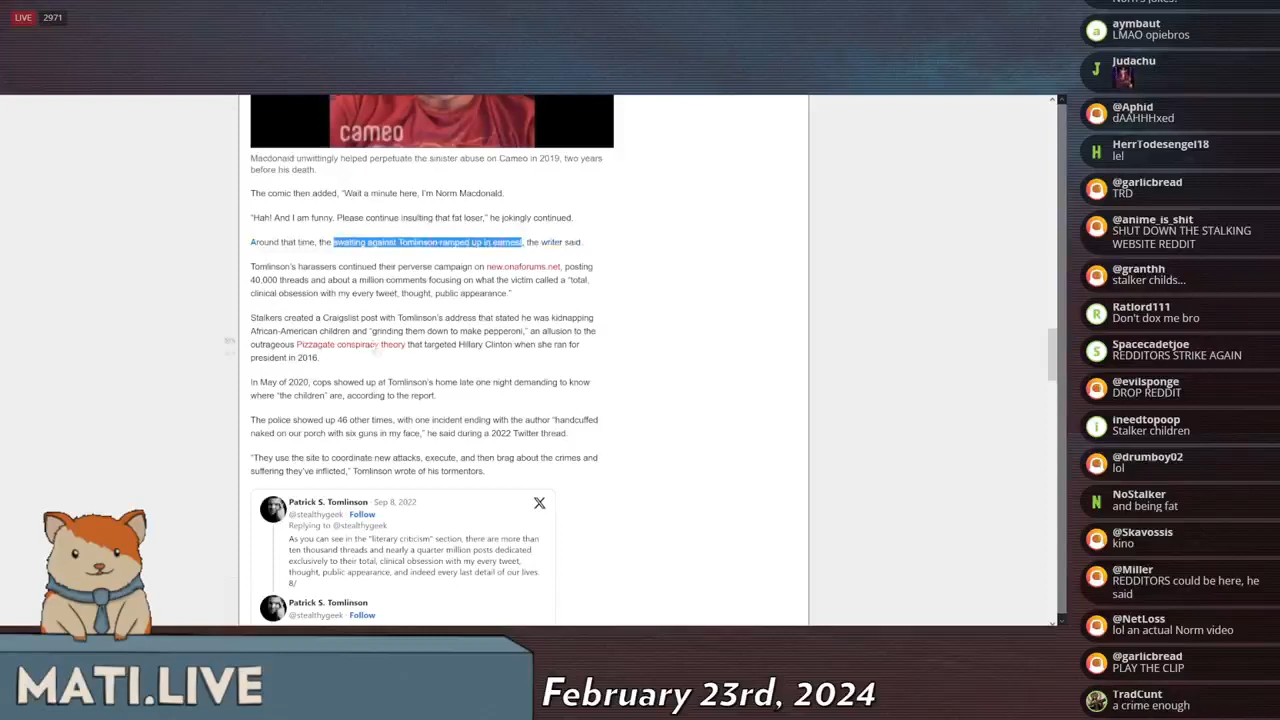 LIVE 2971
cameo
Macdonald unwittingly helped perpetuate the sinister abuse on Cameo in 2019, two years
before his death.
The comic then added, "Wait a minute here, I'm Norm Macdonald.
"Hah! And I am funny. Please continue insulting that fat loser," he jokingly continued.
Around that time, the swatting against Tomlinson ramped up in earnest, the writer said.
Tomlinson's harassers continued their perverse campaign on new.onaforums.net, posting
40,000 threads and about a million comments focusing on what the victim called a "total,
clinical obsession with my every tweet, thought, public appearance."
Stalkers created a Craigslist post with Tomlinson's address that stated he was kidnapping
African-American children and "grinding them down to make pepperoni," an allusion to the
outrageous Pizzagate conspiracy theory that targeted Hillary Clinton when she ran for
president in 2016.
In May of 2020, cops showed up at Tomlinson's home late one night demanding to know
where "the children" are, according to the report.
The police showed up 46 other times, with one incident ending with the author "handcuffed
naked on our porch with six guns in my face," he said during a 2022 Twitter thread.
"They use the site to coordinate new attacks, execute, and then brag about the crimes and
suffering they've inflicted," Tomlinson wrote of his tormentors.
Patrick S. Tomlinson · Sep 8, 2022
@stealthygeek · Follow
Replying to @stealthygeek
As you can see in the "literary criticism" section, there are more than
ten thousand threads and nearly a quarter million posts dedicated
exclusively to their total, clinical obsession with my every tweet,
thought, public appearance, and indeed every last detail of our lives.
8/
Patrick S. Tomlinson
@stealthygeek · Follow
MATI.LIVE
February 23rd, 2024
aymbaut
LMAO opiebros
Judachu
@Aphid
dAAHHHxed
HerrTodesengel18
lel
@garlicbread
TRD
@anime_is_shit
SHUT DOWN THE STALKING
WEBSITE REDDIT
@granthh
stalker childs...
Ratroid111
Don't dox me bro
Spacecadetjoe
REDDITORS STRIKE AGAIN
@evilsponge
DROP REDDIT
ineedtopoop
Stalker children
@drumboy02
lol
NoStalker
and being fat
@Skavossis
kino
@Miller
REDDITORS could be here, he
said
@NetLoss
lol an actual Norm video
@garlicbread
PLAY THE CLIP
TradCunt
a crime enough